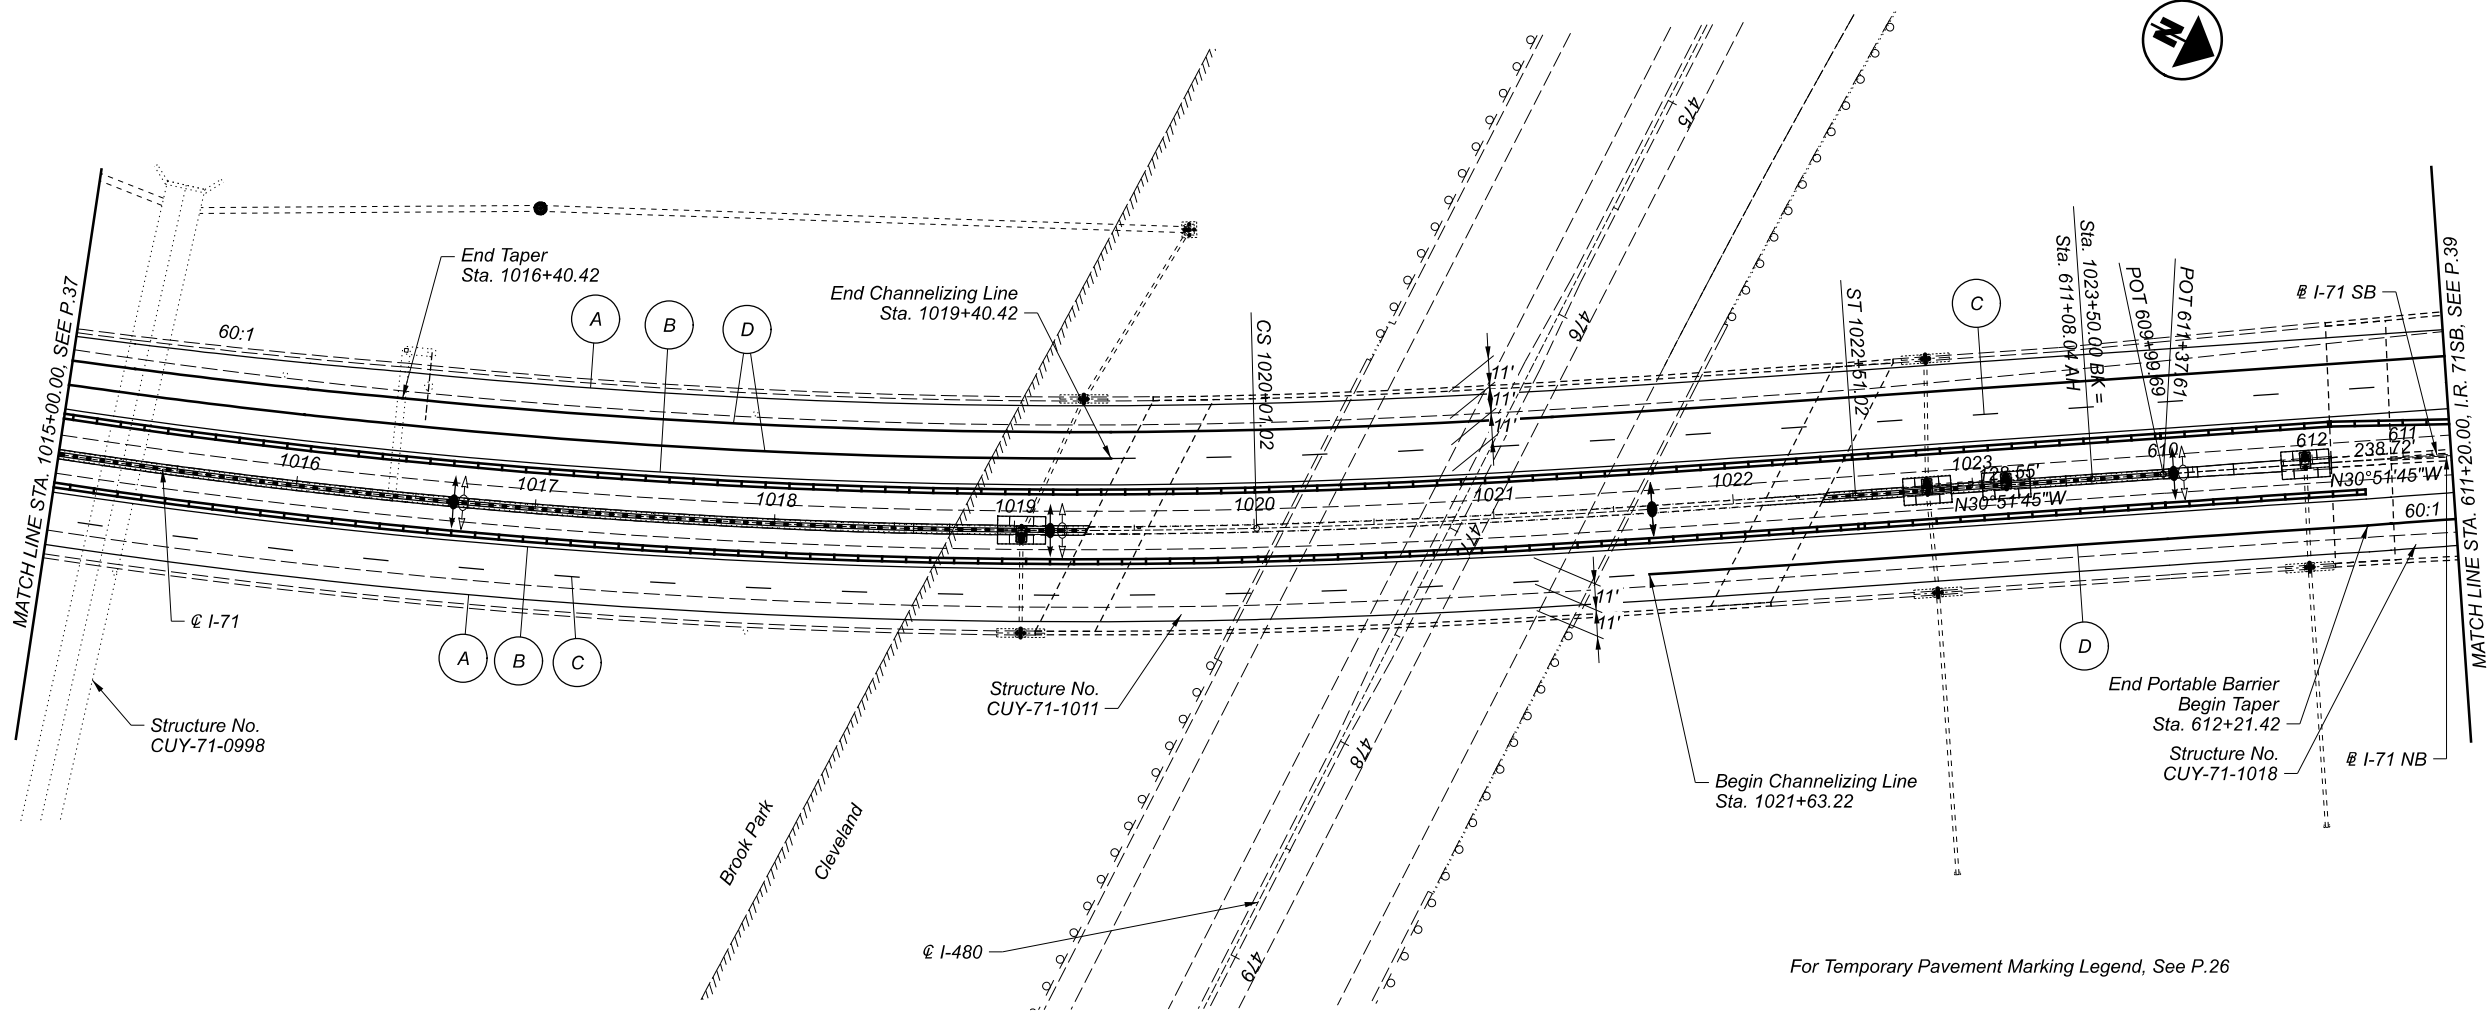 N
MATCH LINE STA. 1015+00.00, SEE P.37
60:1
End Taper
Sta. 1016+40.42
A
B
D
End Channelizing Line
Sta. 1019+40.42
CS 1020+01.02
11'
11'
11'
475
476
477
478
479
ST 1022+51.02
C
Sta. 1023+50.00 BK =
Sta. 611+08.04 AH
POT 609+99.69
POT 611+37.61
℄ I-71 SB
MATCH LINE STA. 611+20.00, I.R. 71SB, SEE P.39
1016
1017
1018
1019
1020
1021
1022
1023
129.55'
N30°51'45"W
610
612
611
238.72'
N30°51'45"W
60:1
℄ I-71
A
B
C
11'
11'
D
Structure No.
CUY-71-0998
Structure No.
CUY-71-1011
Brook Park
Cleveland
℄ I-480
Begin Channelizing Line
Sta. 1021+63.22
End Portable Barrier
Begin Taper
Sta. 612+21.42
Structure No.
CUY-71-1018
℄ I-71 NB
For Temporary Pavement Marking Legend, See P.26